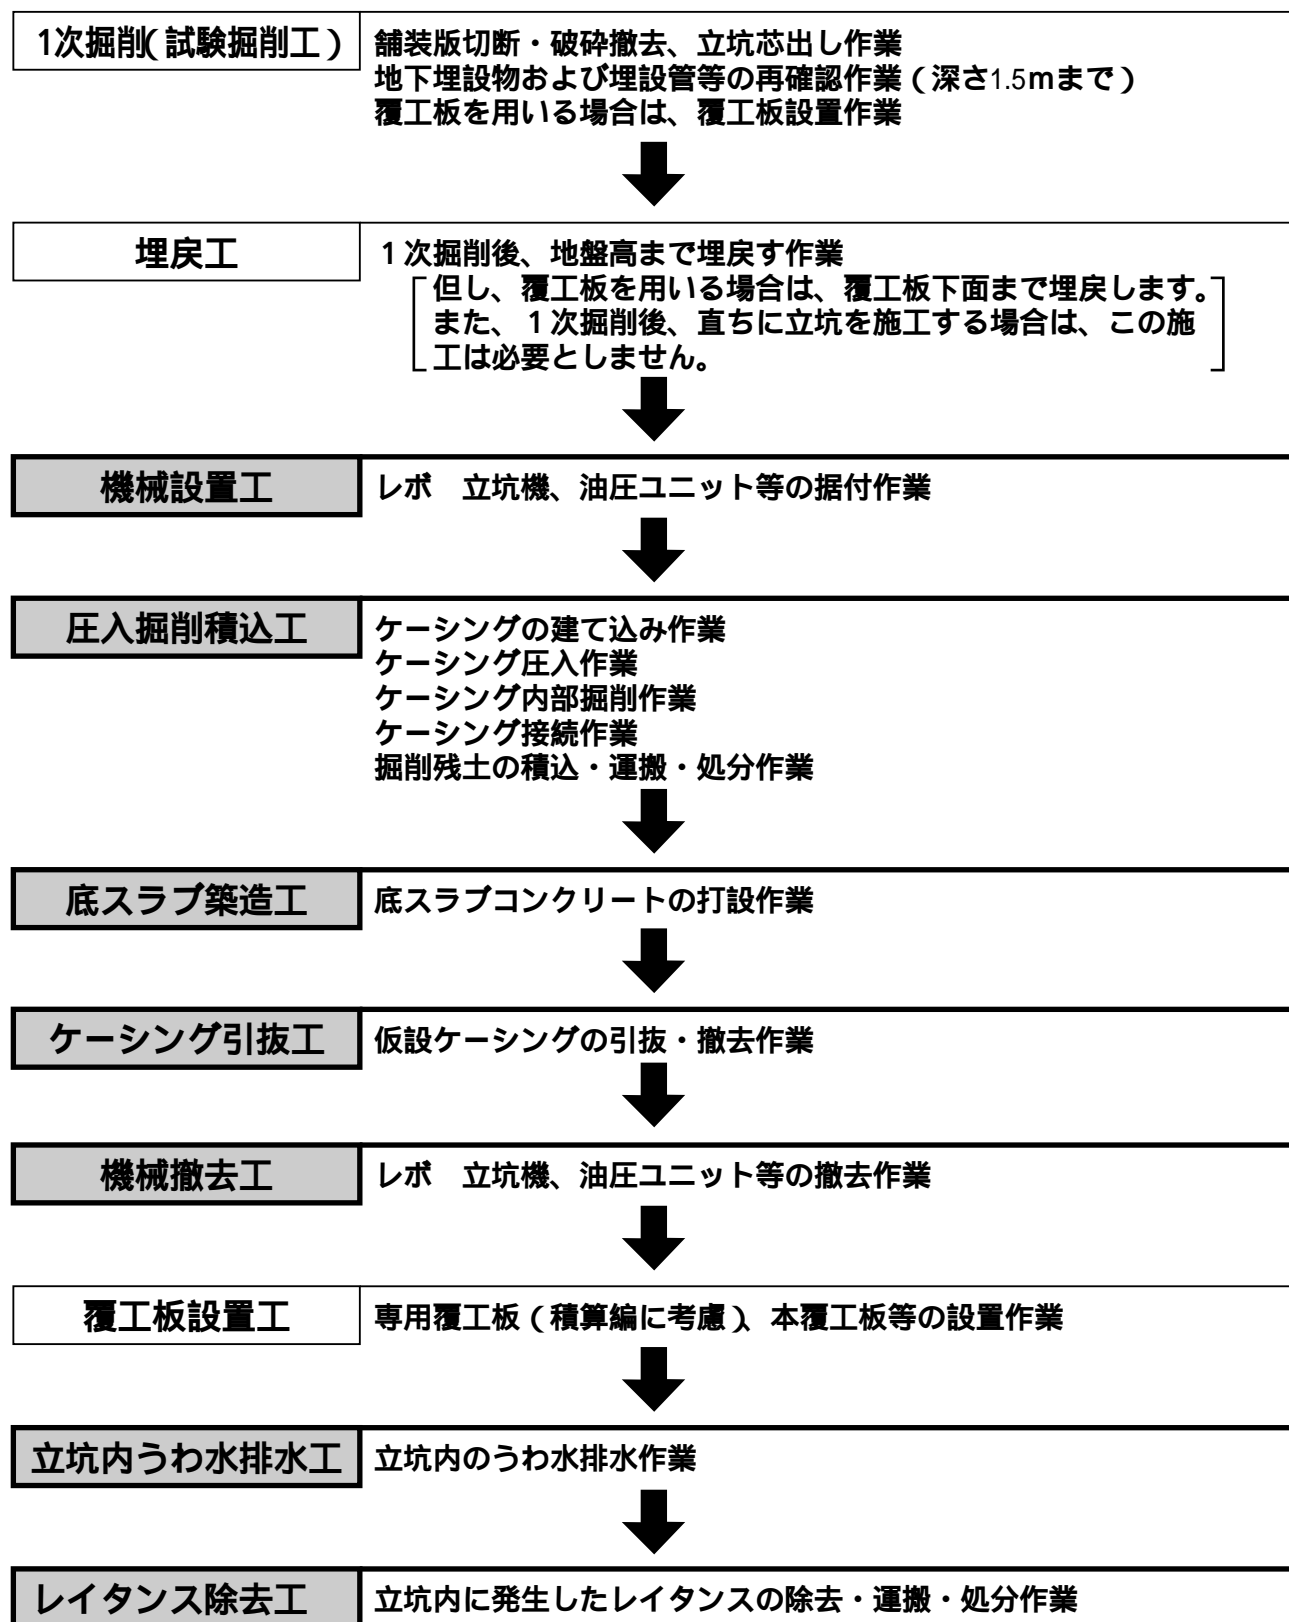 1次掘削(試験掘削工)
舗装版切断・破砕撤去、立坑芯出し作業
地下埋設物および埋設管等の再確認作業(深さ1.5mまで)
覆工板を用いる場合は、覆工板設置作業
埋戻工
1次掘削後、地盤高まで埋戻す作業
但し、覆工板を用いる場合は、覆工板下面まで埋戻します。
また、1次掘削後、直ちに立坑を施工する場合は、この施
工は必要としません。
機械設置工
レボ 立坑機、油圧ユニット等の据付作業
圧入掘削積込工
ケーシングの建て込み作業
ケーシング圧入作業
ケーシング内部掘削作業
ケーシング接続作業
掘削残土の積込・運搬・処分作業
底スラブ築造工
底スラブコンクリートの打設作業
ケーシング引抜工
仮設ケーシングの引抜・撤去作業
機械撤去工
レボ 立坑機、油圧ユニット等の撤去作業
覆工板設置工
専用覆工板(積算編に考慮)、本覆工板等の設置作業
立坑内うわ水排水工
立坑内のうわ水排水作業
レイタンス除去工
立坑内に発生したレイタンスの除去・運搬・処分作業